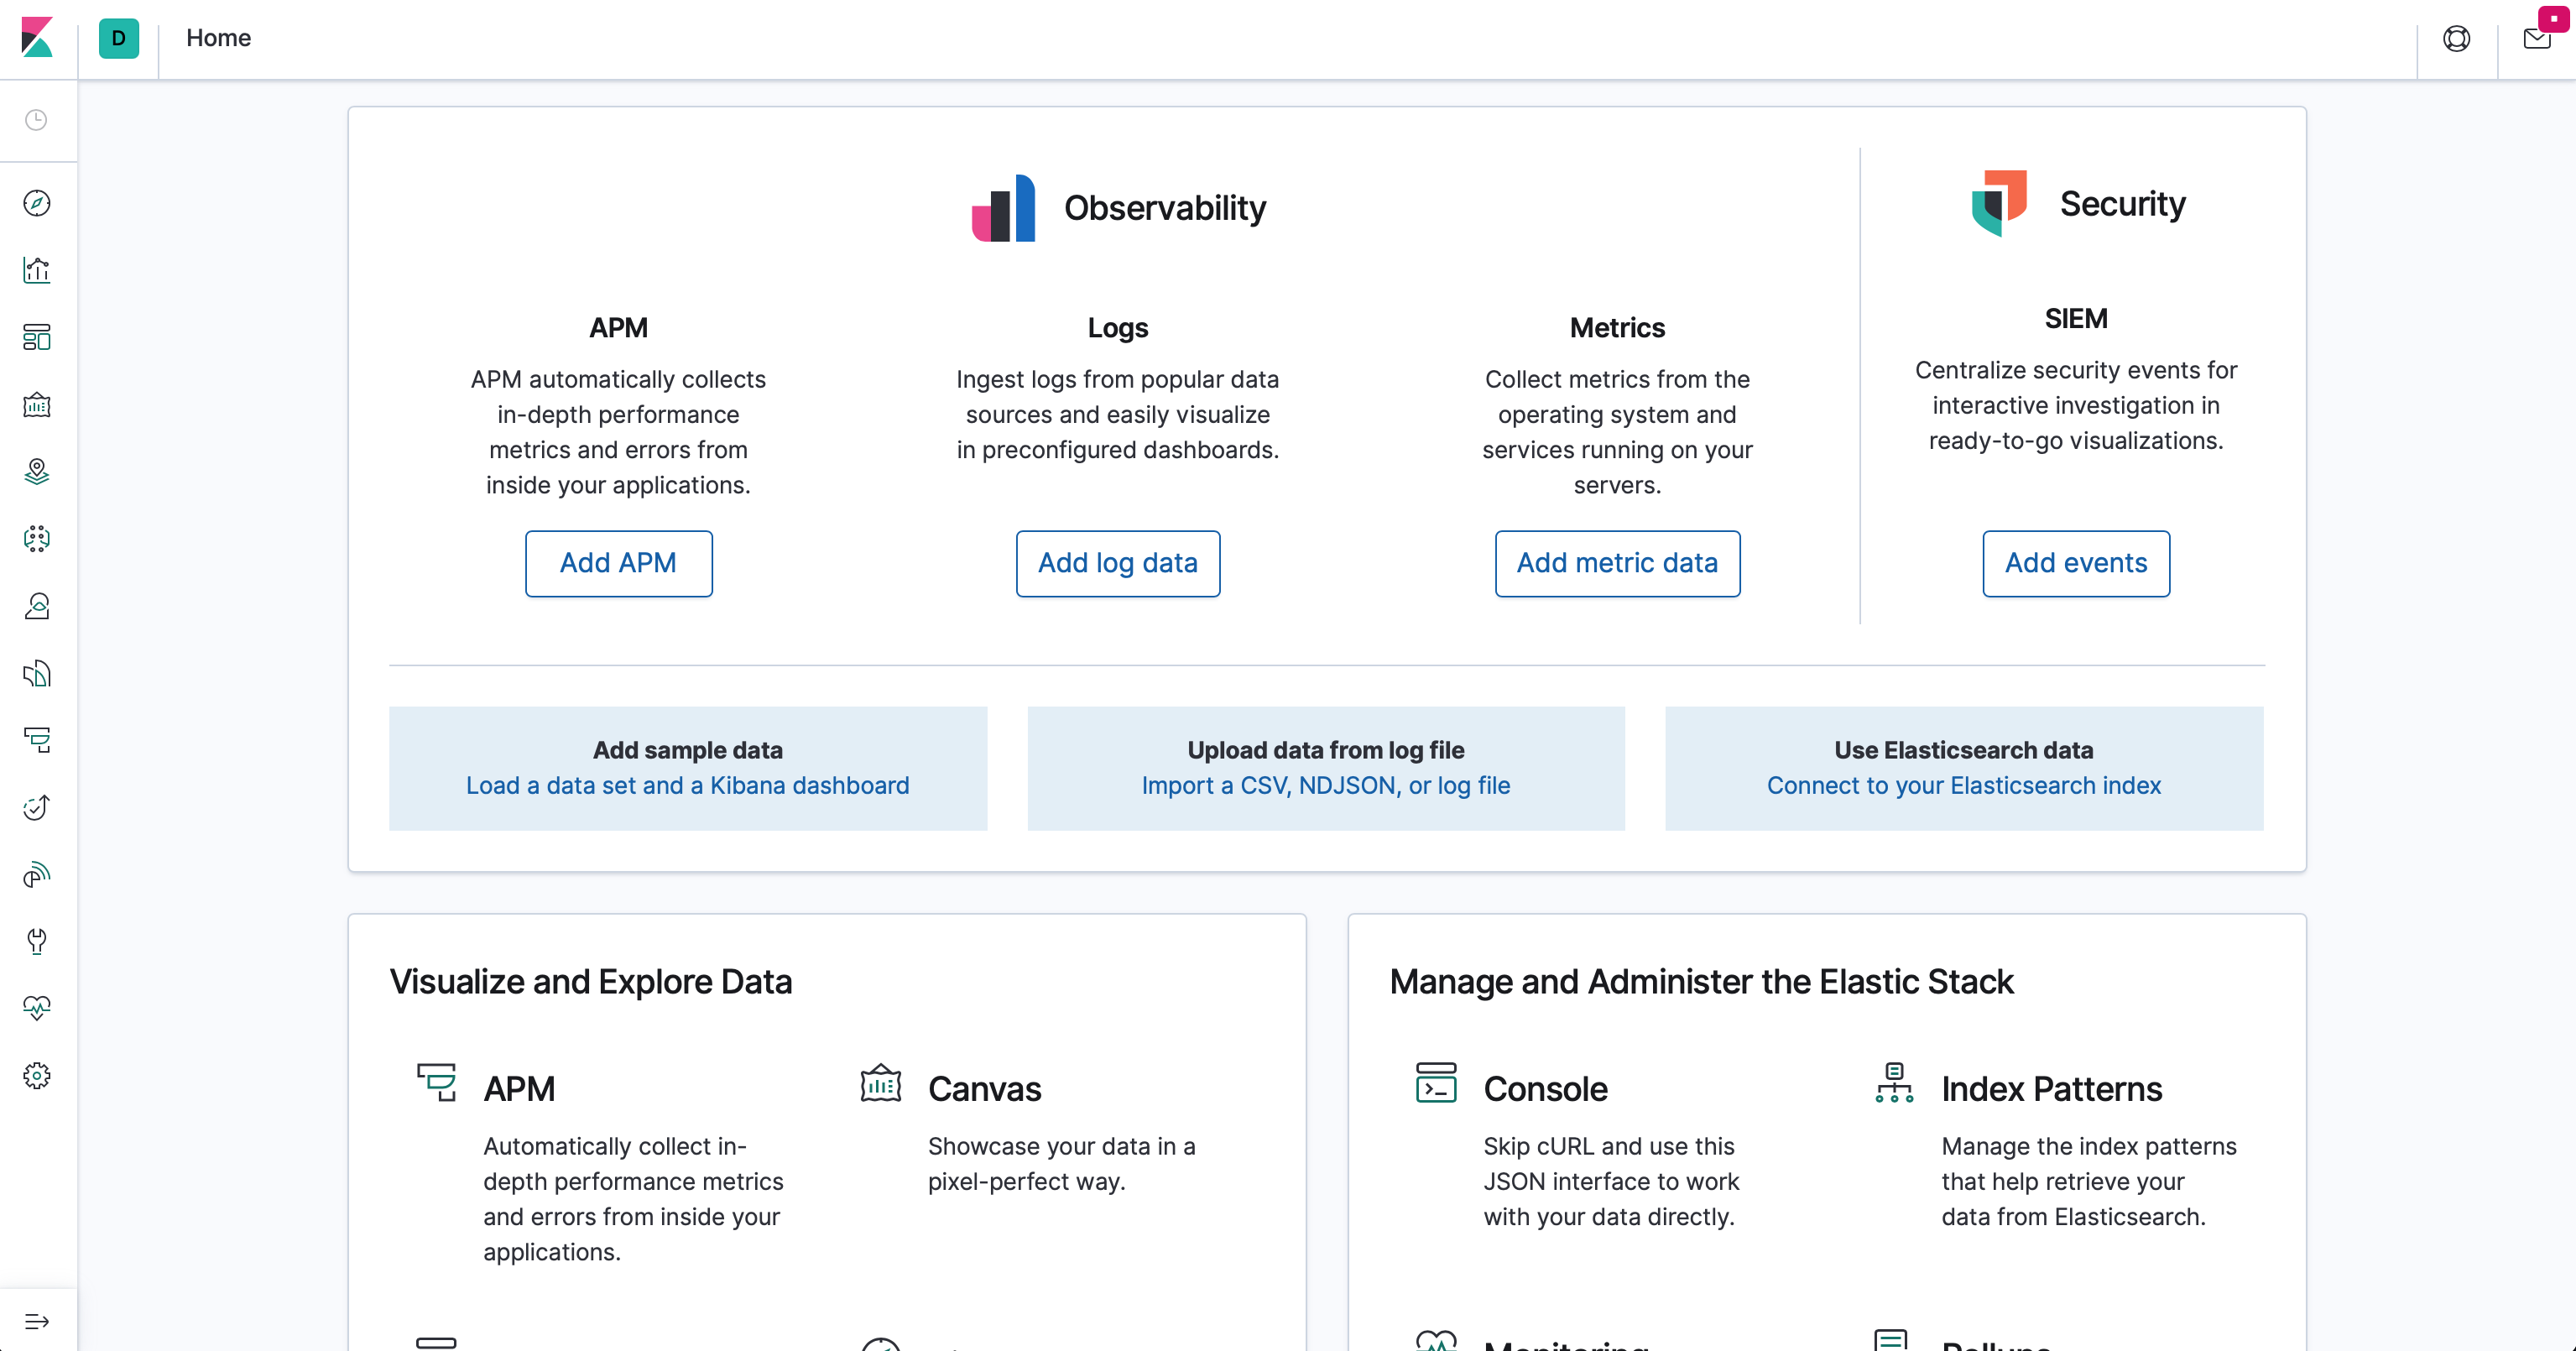 D
Home
Observability
Security
APM
APM automatically collects
in-depth performance
metrics and errors from
inside your applications.
Add APM
Logs
Ingest logs from popular data
sources and easily visualize
in preconfigured dashboards.
Add log data
Metrics
Collect metrics from the
operating system and
services running on your
servers.
Add metric data
SIEM
Centralize security events for
interactive investigation in
ready-to-go visualizations.
Add events
Add sample data
Load a data set and a Kibana dashboard
Upload data from log file
Import a CSV, NDJSON, or log file
Use Elasticsearch data
Connect to your Elasticsearch index
Visualize and Explore Data
APM
Automatically collect in-
depth performance metrics
and errors from inside your
applications.
Canvas
Showcase your data in a
pixel-perfect way.
Manage and Administer the Elastic Stack
Console
Skip cURL and use this
JSON interface to work
with your data directly.
Index Patterns
Manage the index patterns
that help retrieve your
data from Elasticsearch.
Monitoring
Rollups